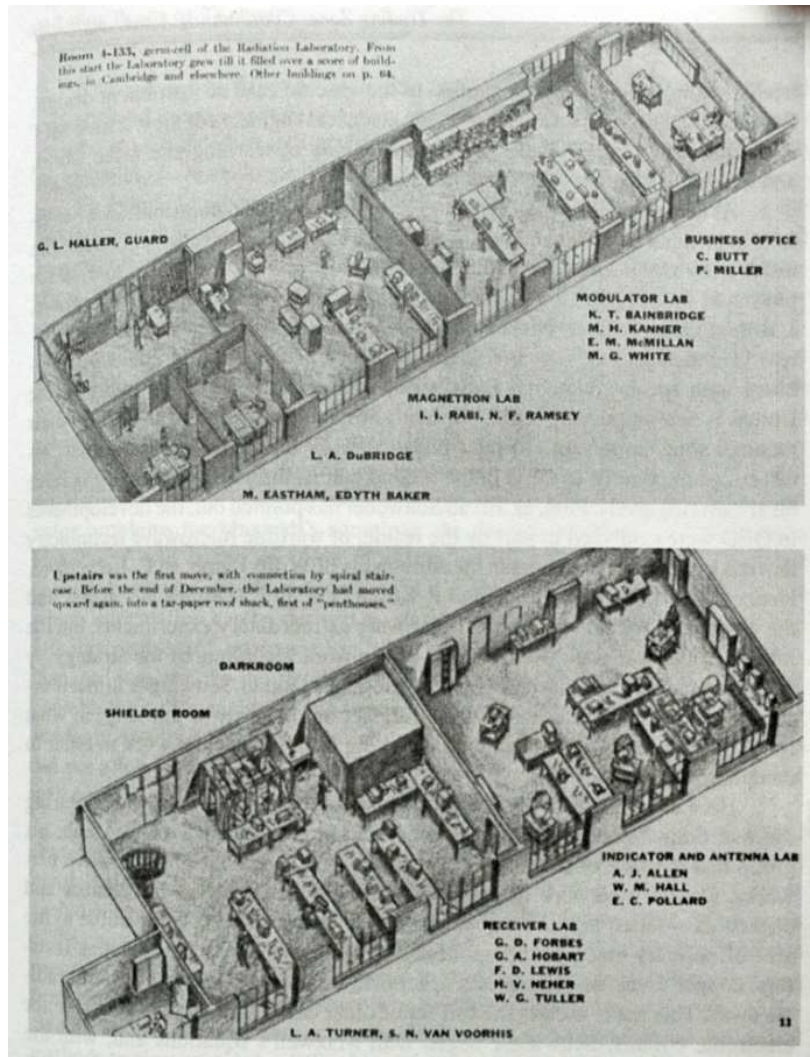 Room 4-133, germ-cell of the Radiation Laboratory. From
this start the Laboratory grew till it filled over a score of build-
ings, in Cambridge and elsewhere. Other buildings on p. 64.
G. L. HALLER, GUARD
BUSINESS OFFICE
C. BUTT
P. MILLER
MODULATOR LAB
K. T. BAINBRIDGE
M. H. KANNER
E. M. McMILLAN
M. G. WHITE
MAGNETRON LAB
I. I. RABI, N. F. RAMSEY
L. A. DuBRIDGE
M. EASTHAM, EDYTH BAKER
Upstairs was the first move, with connection by spiral stair-
case. Before the end of December, the Laboratory had moved
upward again, into a tar-paper roof shack, first of "penthouses."
DARKROOM
SHIELDED ROOM
INDICATOR AND ANTENNA LAB
A. J. ALLEN
W. M. HALL
E. C. POLLARD
RECEIVER LAB
G. D. FORBES
G. A. HOBART
F. D. LEWIS
H. V. NEHER
W. G. TULLER
L. A. TURNER, S. N. VAN VOORHIS